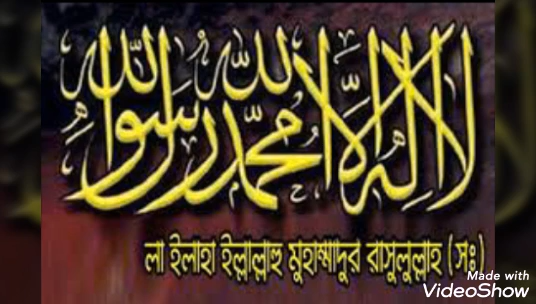 لا إله إلا الله محمد رسول الله
লা ইলাহা ইল্লাল্লাহু মুহাম্মাদুর রাসুলুল্লাহ (সঃ)
Made with
VideoShow